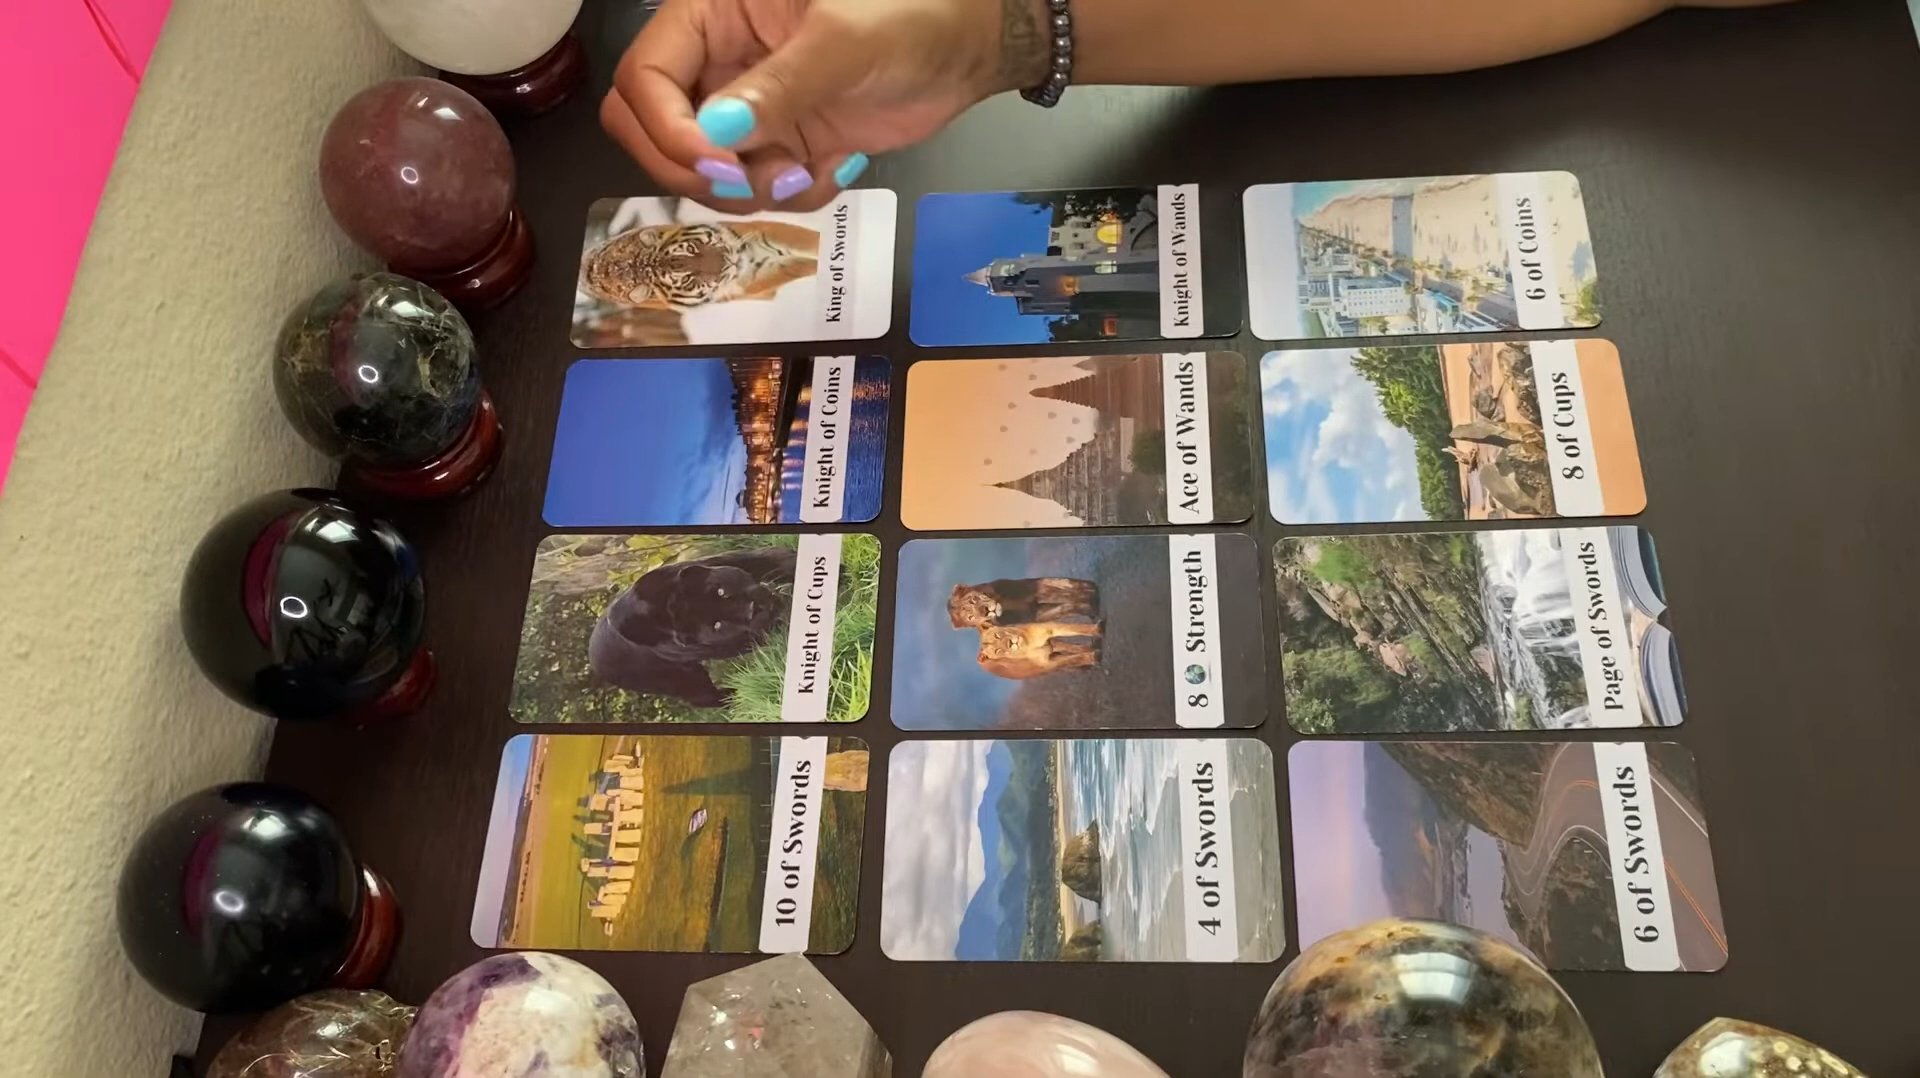 King of Swords
Knight of Wands
6 of Coins
Knight of Coins
Ace of Wands
8 of Cups
Knight of Cups
8 Strength
Page of Swords
10 of Swords
4 of Swords
6 of Swords